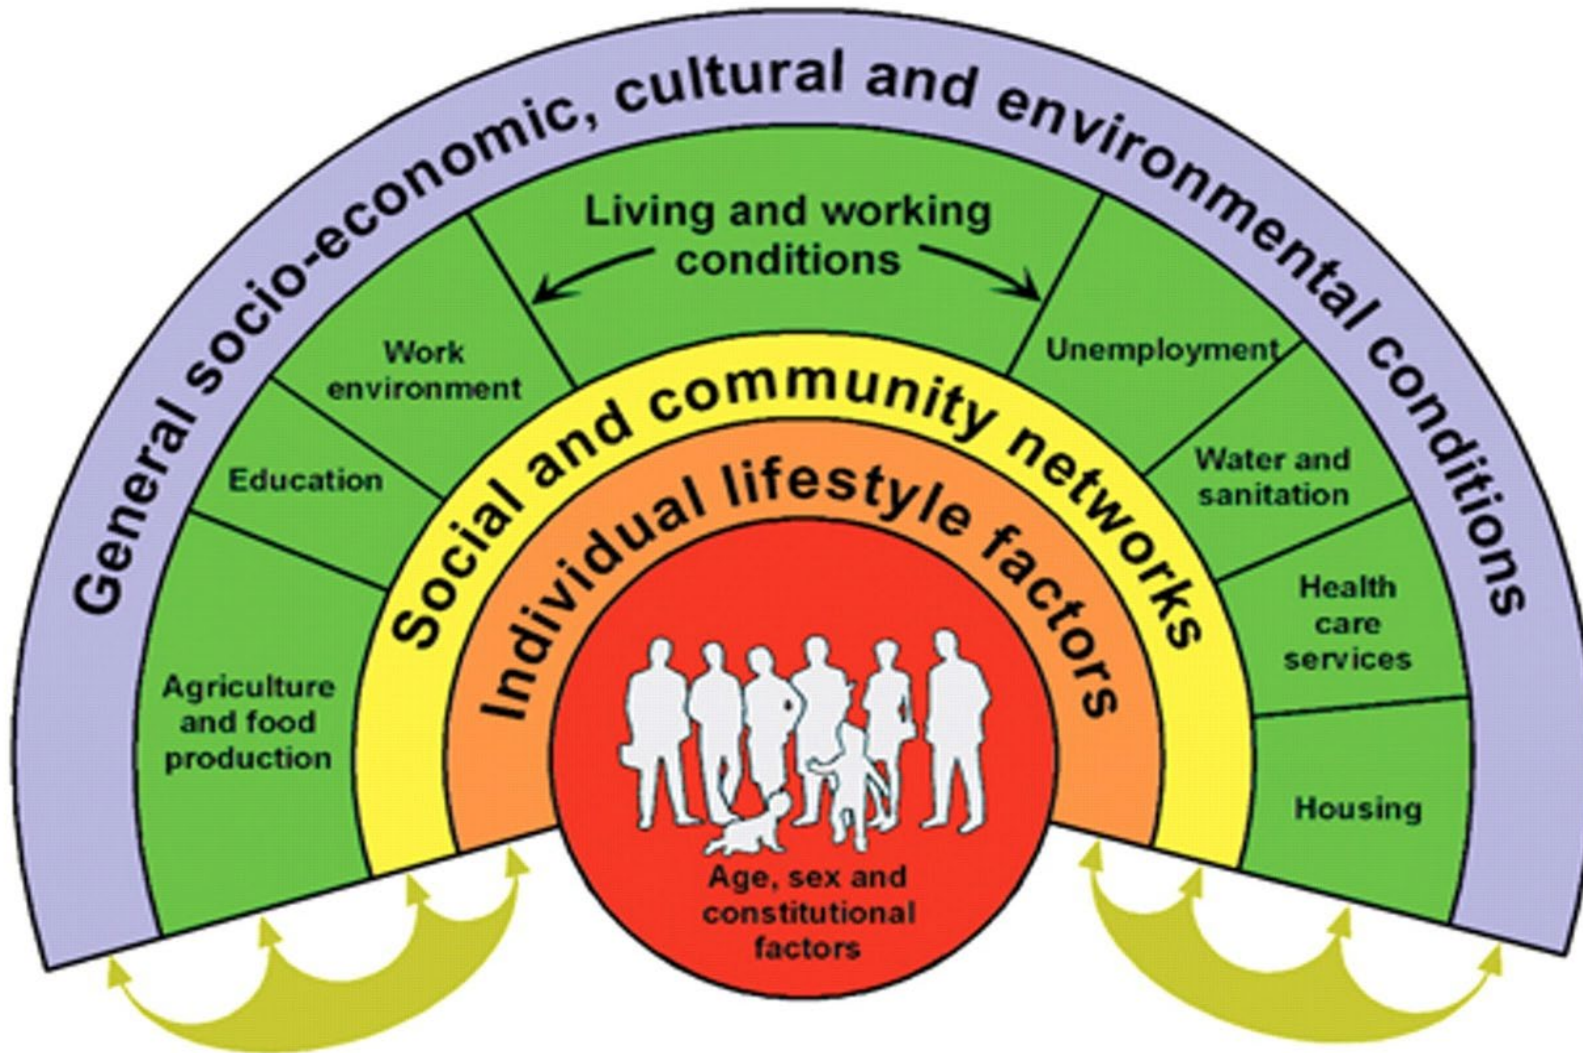 General socio-economic, cultural and environmental conditions
Living and working
conditions
Work
environment
Unemployment
Education
Water and
sanitation
Agriculture
and food
production
Health
care
services
Housing
Social and community networks
Individual lifestyle factors
Age, sex and
constitutional
factors